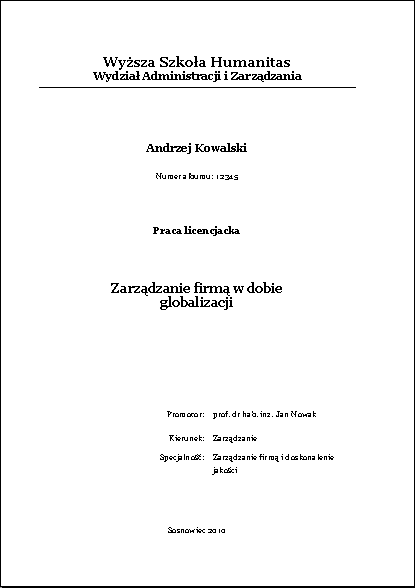 Wyższa Szkoła Humanitas
Wydział Administracji i Zarządzania
Andrzej Kowalski
Numer albumu: 12345
Praca licencjacka
Zarządzanie firmą w dobie
globalizacji
Promotor: prof. dr hab. inż. Jan Nowak
Kierunek: Zarządzanie
Specjalność: Zarządzanie firmą i doskonalenie
jakości
Sosnowiec 2010